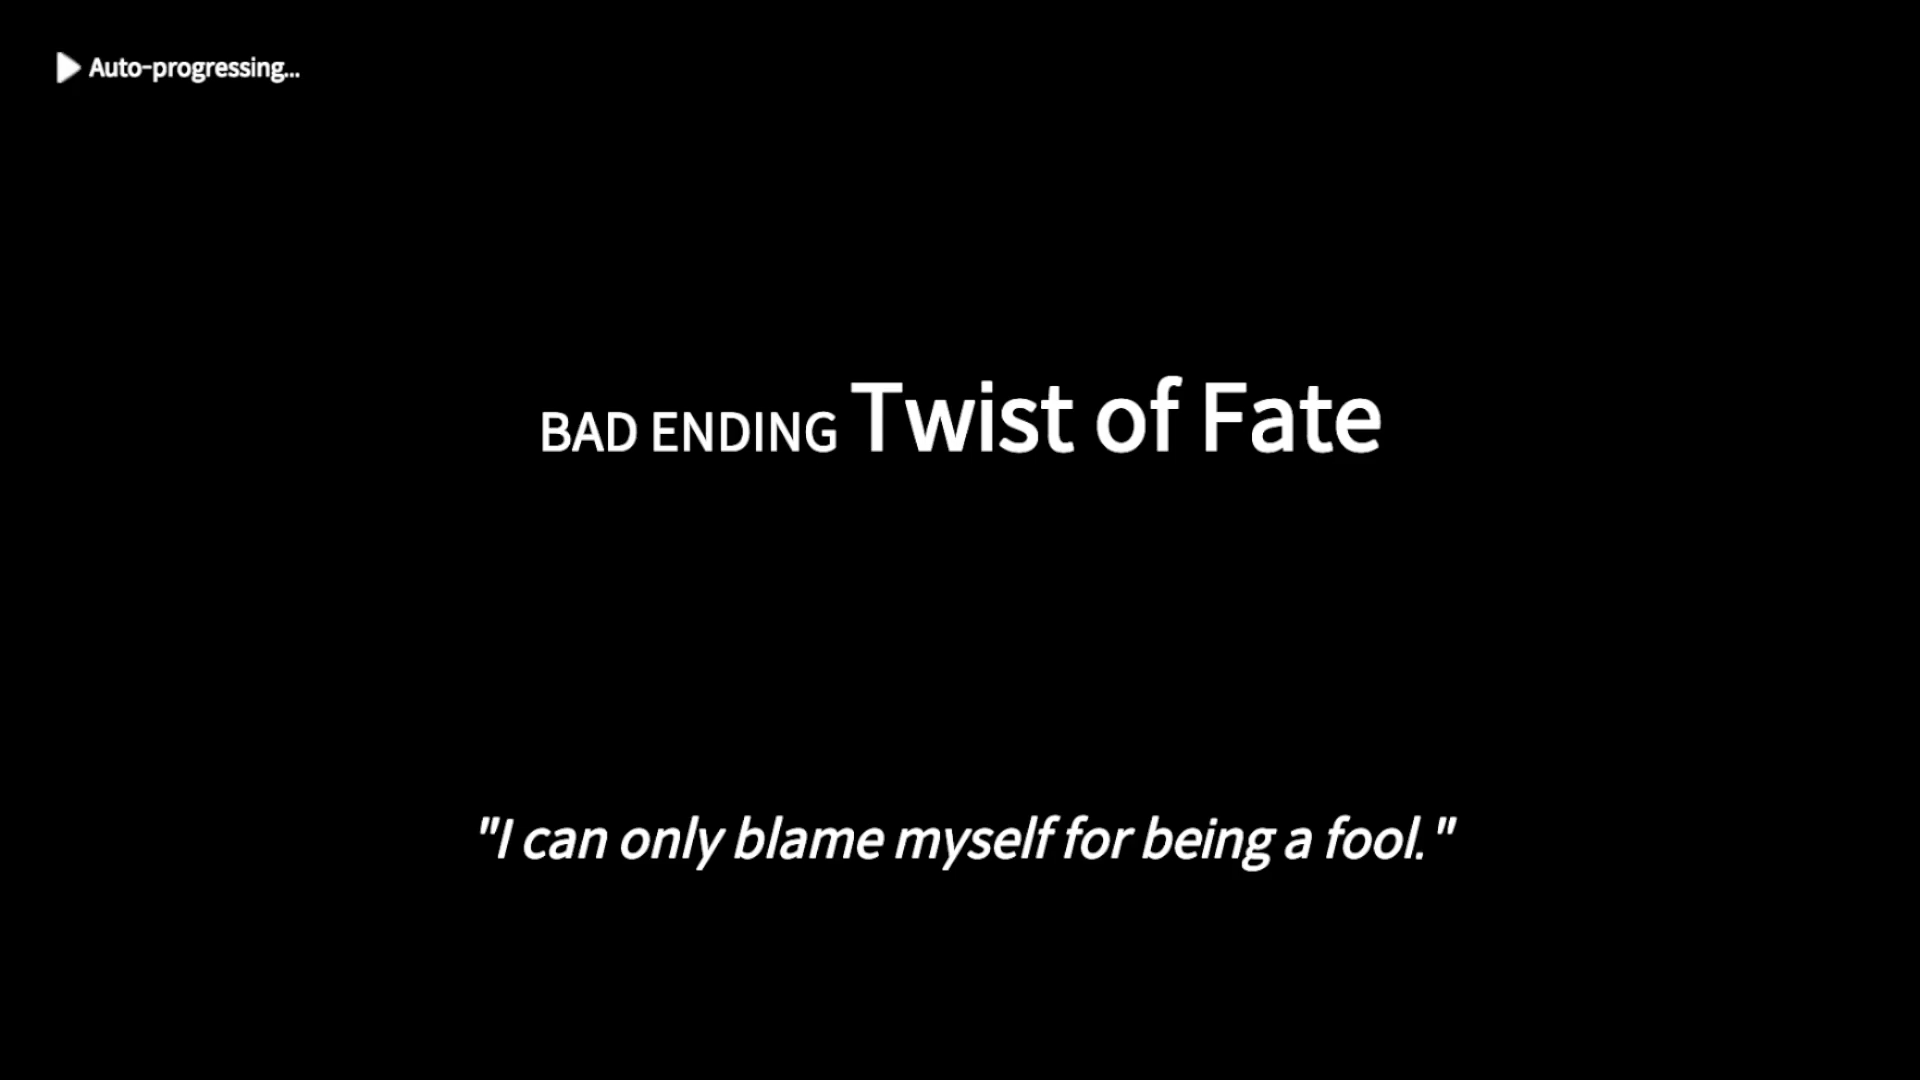 Auto-progressing...
BAD ENDING Twist of Fate
"I can only blame myself for being a fool."